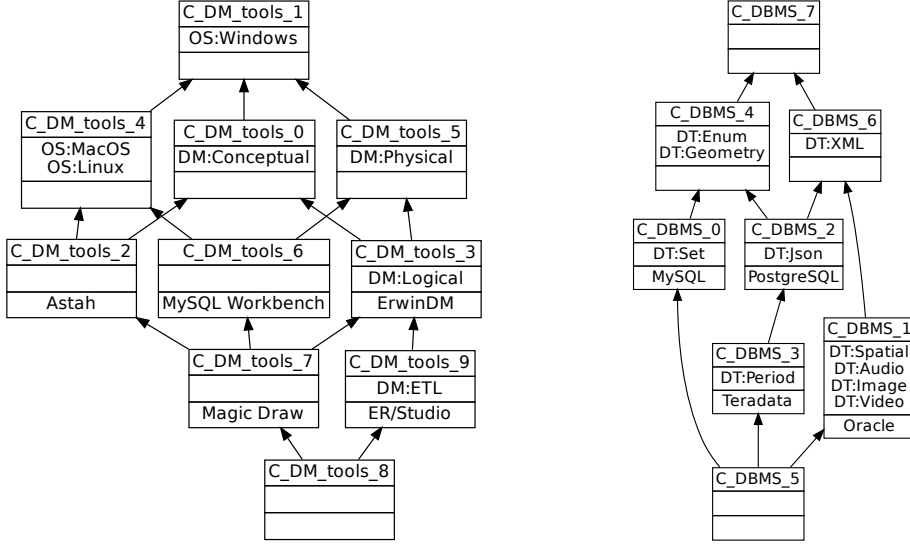 C_DM_tools_1
OS:Windows
C_DM_tools_4
OS:MacOS
OS:Linux
C_DM_tools_0
DM:Conceptual
C_DM_tools_5
DM:Physical
C_DM_tools_2
Astah
C_DM_tools_6
MySQL Workbench
C_DM_tools_3
DM:Logical
ErwinDM
C_DM_tools_7
Magic Draw
C_DM_tools_9
DM:ETL
ER/Studio
C_DM_tools_8
C_DBMS_7
C_DBMS_4
DT:Enum
DT:Geometry
C_DBMS_6
DT:XML
C_DBMS_0
DT:Set
MySQL
C_DBMS_2
DT:Json
PostgreSQL
C_DBMS_3
DT:Period
Teradata
C_DBMS_1
DT:Spatial
DT:Audio
DT:Image
DT:Video
Oracle
C_DBMS_5